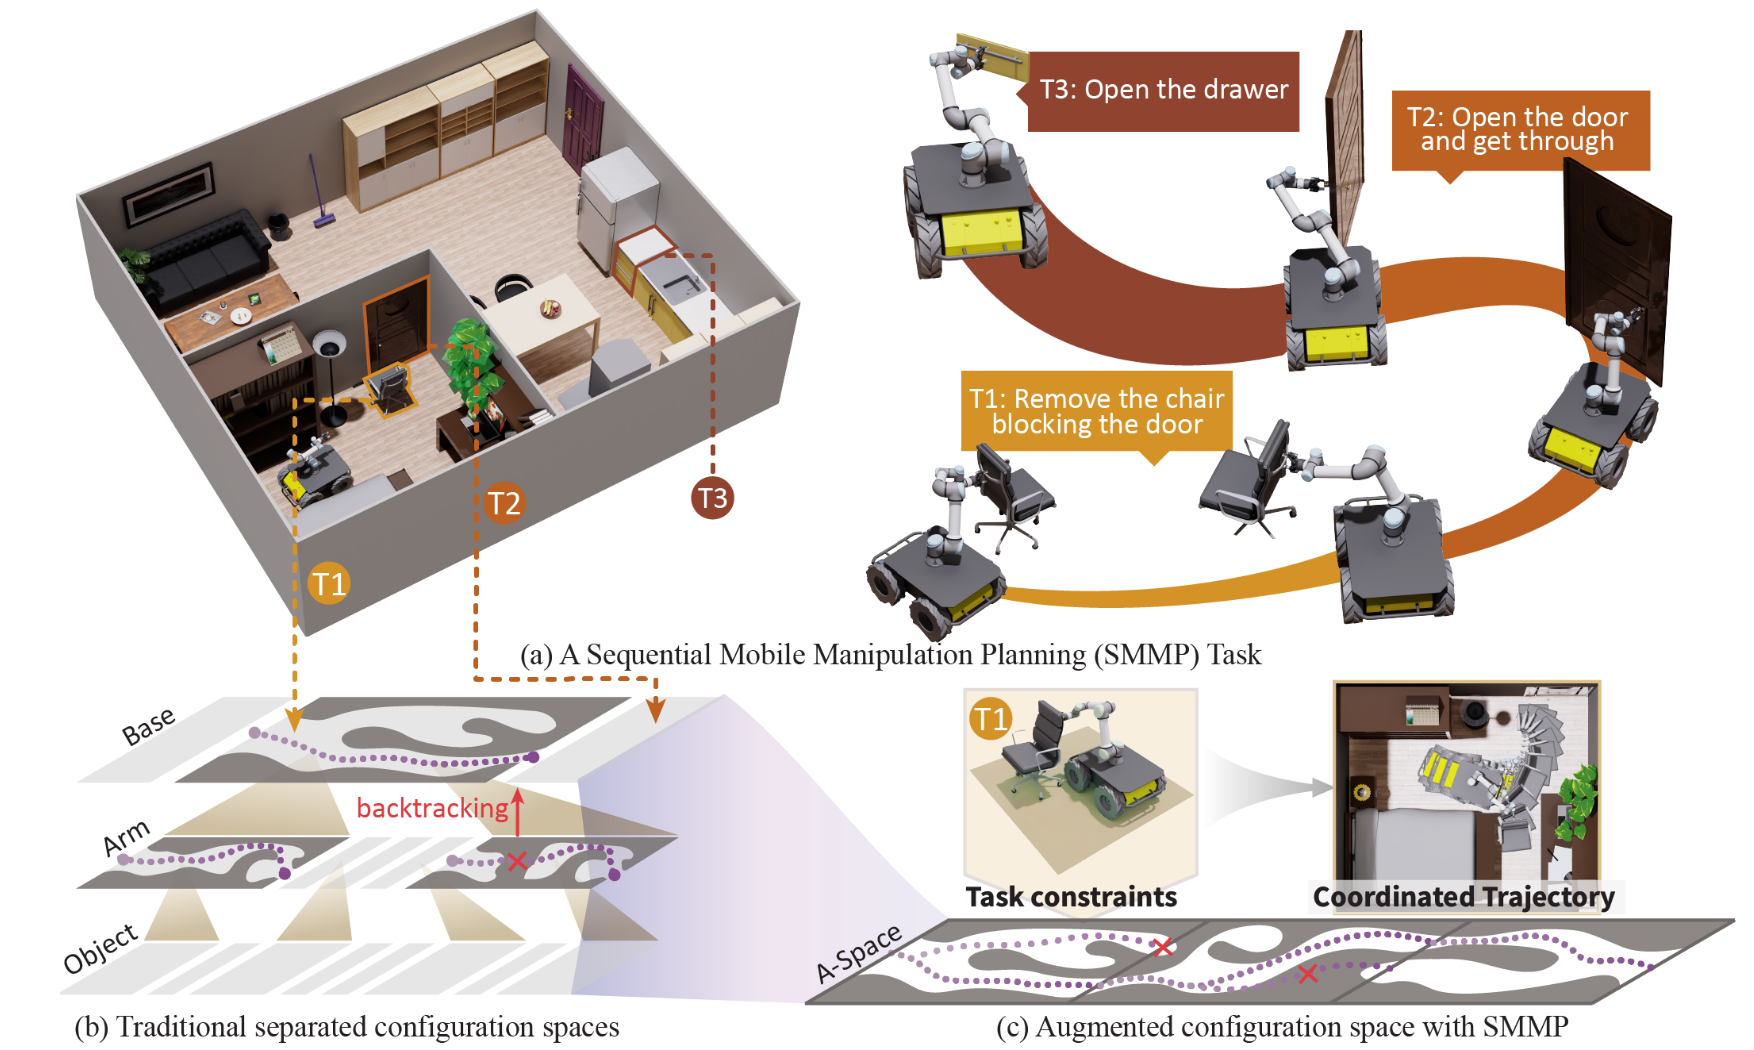 T3: Open the drawer
T2: Open the door
and get through
T1: Remove the chair
blocking the door
T1
T2
T3
(a) A Sequential Mobile Manipulation Planning (SMMP) Task
Base
Arm
Object
backtracking
T1
Task constraints
Coordinated Trajectory
A-Space
(b) Traditional separated configuration spaces
(c) Augmented configuration space with SMMP